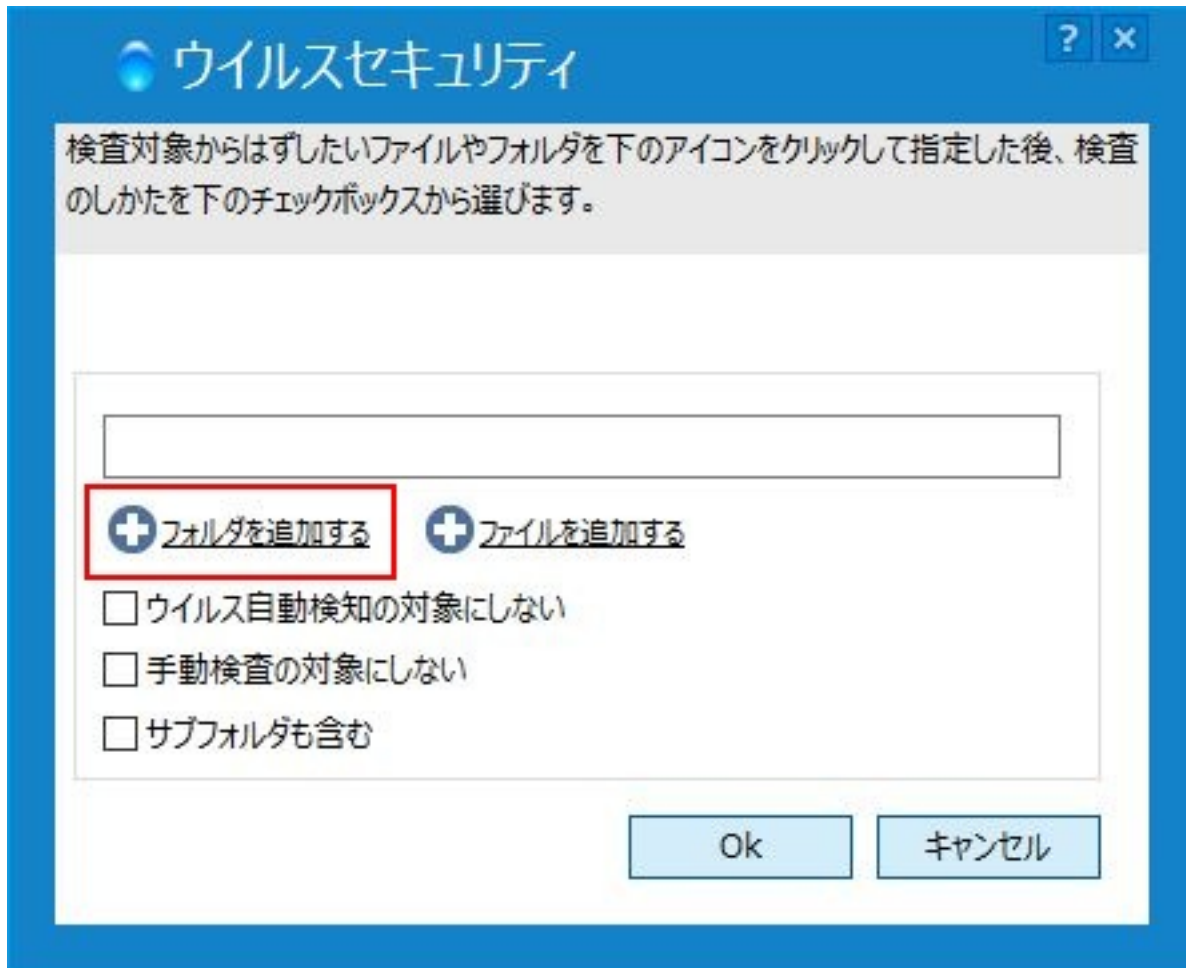 ウイルスセキュリティ
? ×
検査対象からはずしたいファイルやフォルダを下のアイコンをクリックして指定した後、検査
のしかたを下のチェックボックスから選びます。
フォルダを追加する ファイルを追加する
ウイルス自動検知の対象にしない
手動検査の対象にしない
サブフォルダも含む
Ok キャンセル